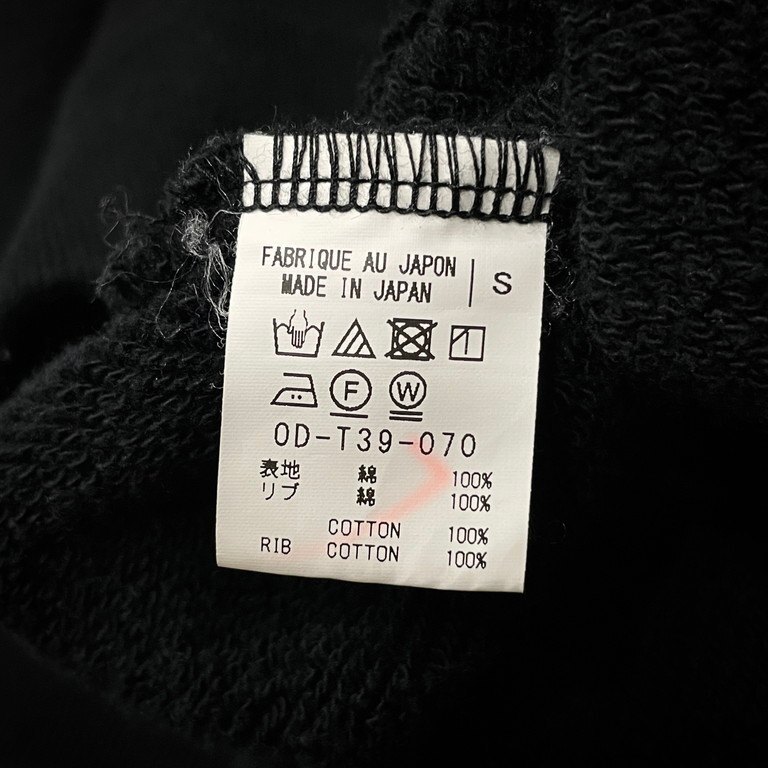 FABRIQUE AU JAPON
MADE IN JAPAN
S
F
W
OD-T39-070
表地 綿 100%
リブ 綿 100%
COTTON 100%
RIB COTTON 100%